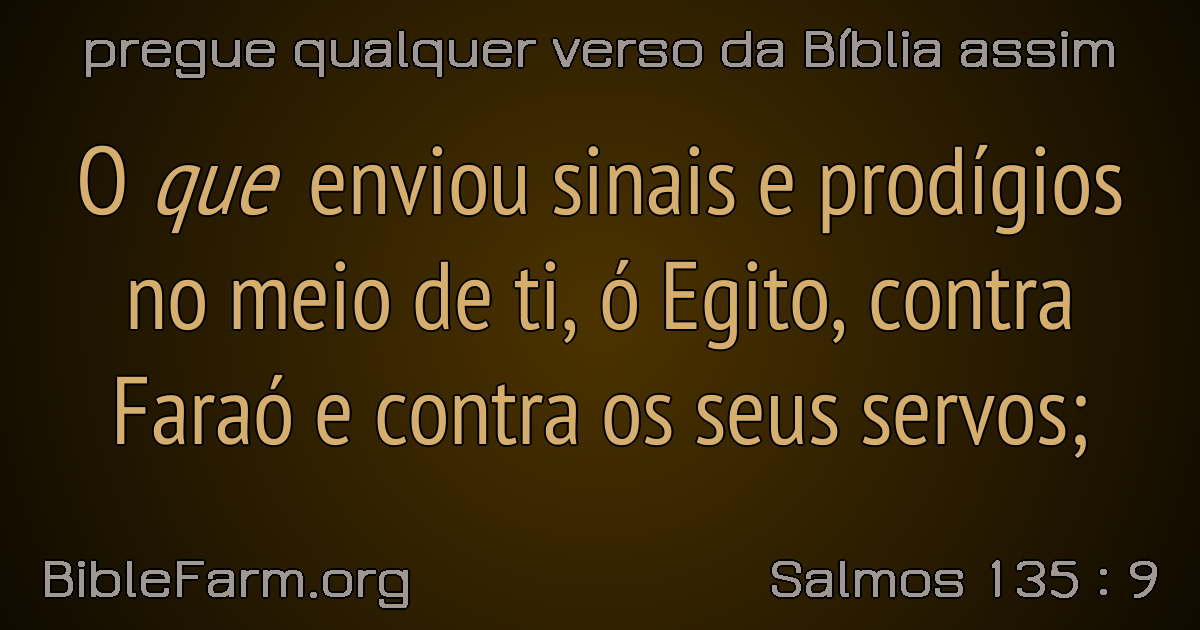 pregue qualquer verso da Bíblia assim
O que enviou sinais e prodígios
no meio de ti, ó Egito, contra
Faraó e contra os seus servos;
BibleFarm.org
Salmos 135 : 9